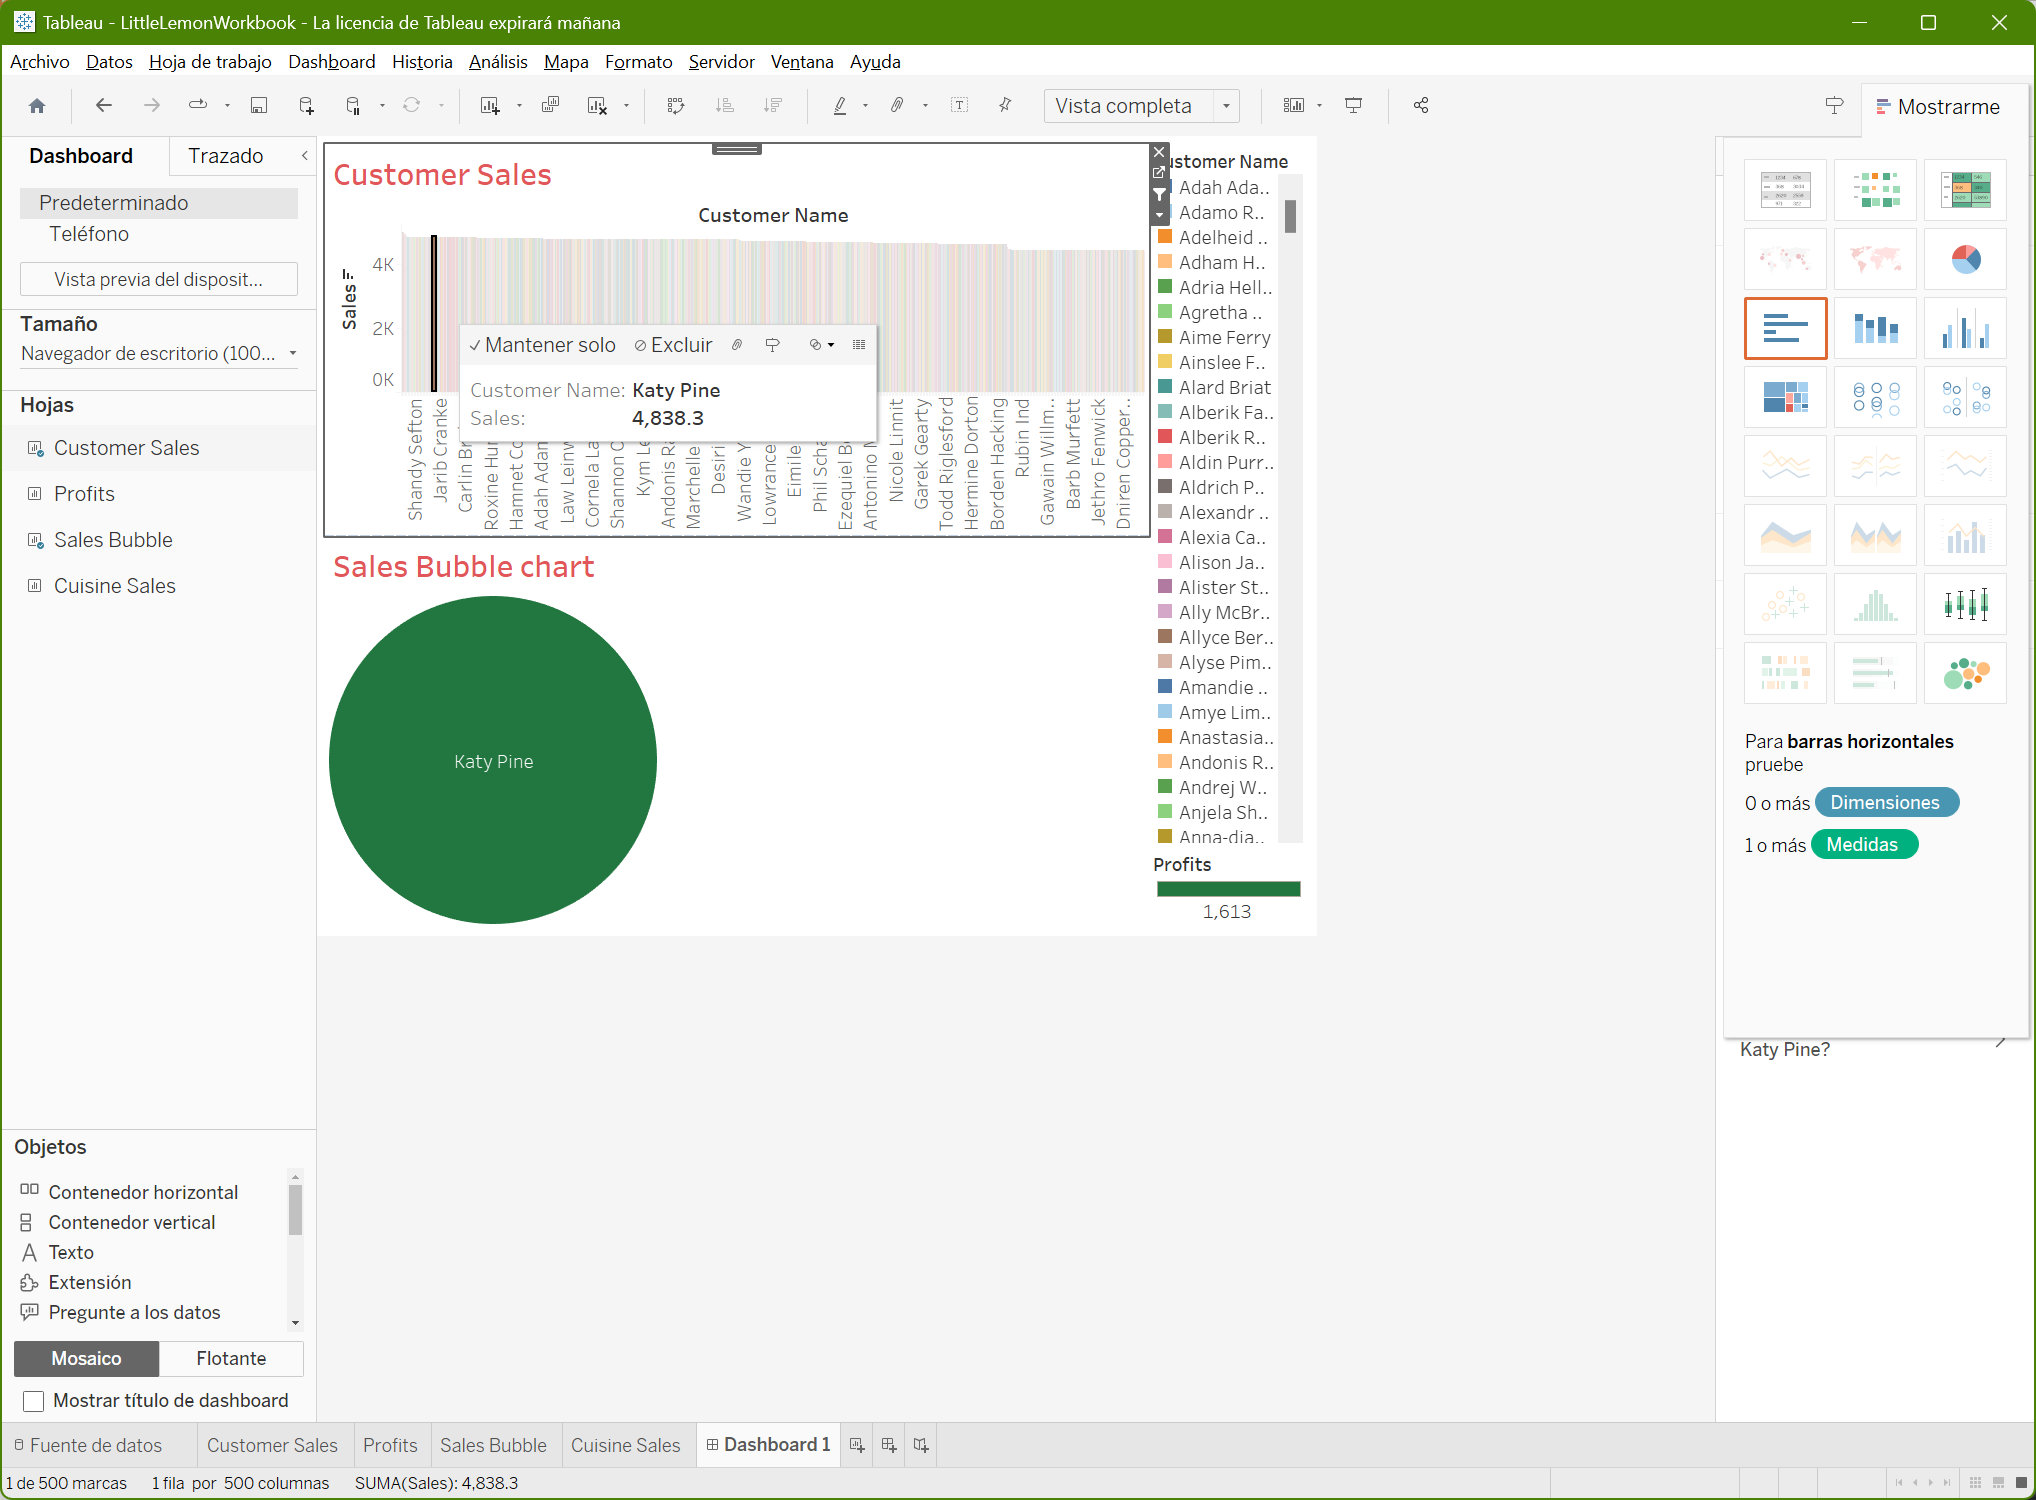 Tableau - LittleLemonWorkbook - La licencia de Tableau expirará mañana
Archivo Datos Hoja de trabajo Dashboard Historia Análisis Mapa Formato Servidor Ventana Ayuda
Vista completa
Mostrarme
Dashboard Trazado
Predeterminado
Teléfono
Vista previa del disposit...
Tamaño
Navegador de escritorio (100...
Hojas
Customer Sales
Profits
Sales Bubble
Cuisine Sales
Objetos
Contenedor horizontal
Contenedor vertical
Texto
Extensión
Pregunte a los datos
Mosaico Flotante
Mostrar título de dashboard
Customer Sales
Customer Name
Sales
4K
2K
0K
Mantener solo Excluir
Customer Name: Katy Pine
Sales: 4,838.3
Shandy Sefton
Jarib Cranke
Carlin Br
Roxine Hur
Hamnet Co
Adah Adan
Law Leinw
Cornela La
Shannon C
Kym Le
Andonis Ra
Marchelle
Desiri
Wandie Y
Lowrance
Eimile
Phil Scha
Ezequiel Be
Antonino M
Nicole Linnit
Garek Gearty
Todd Riglesford
Hermine Dorton
Borden Hacking
Rubin Ind
Gawain Willm..
Barb Murfett
Jethro Fenwick
Dniren Copper..
Sales Bubble chart
Katy Pine
ustomer Name
Adah Ada..
Adamo R..
Adelheid ..
Adham H..
Adria Hell..
Agretha ..
Aime Ferry
Ainslee F..
Alard Briat
Alberik Fa..
Alberik R..
Aldin Purr..
Aldrich P..
Alexandr ..
Alexia Ca..
Alison Ja..
Alister St..
Ally McBr..
Allyce Ber..
Alyse Pim..
Amandie ..
Amye Lim..
Anastasia..
Andonis R..
Andrej W..
Anjela Sh..
Anna-dia..
Profits
1,613
Para barras horizontales
pruebe
0 o más Dimensiones
1 o más Medidas
Katy Pine?
Fuente de datos Customer Sales Profits Sales Bubble Cuisine Sales Dashboard 1
1 de 500 marcas 1 fila por 500 columnas SUMA(Sales): 4,838.3